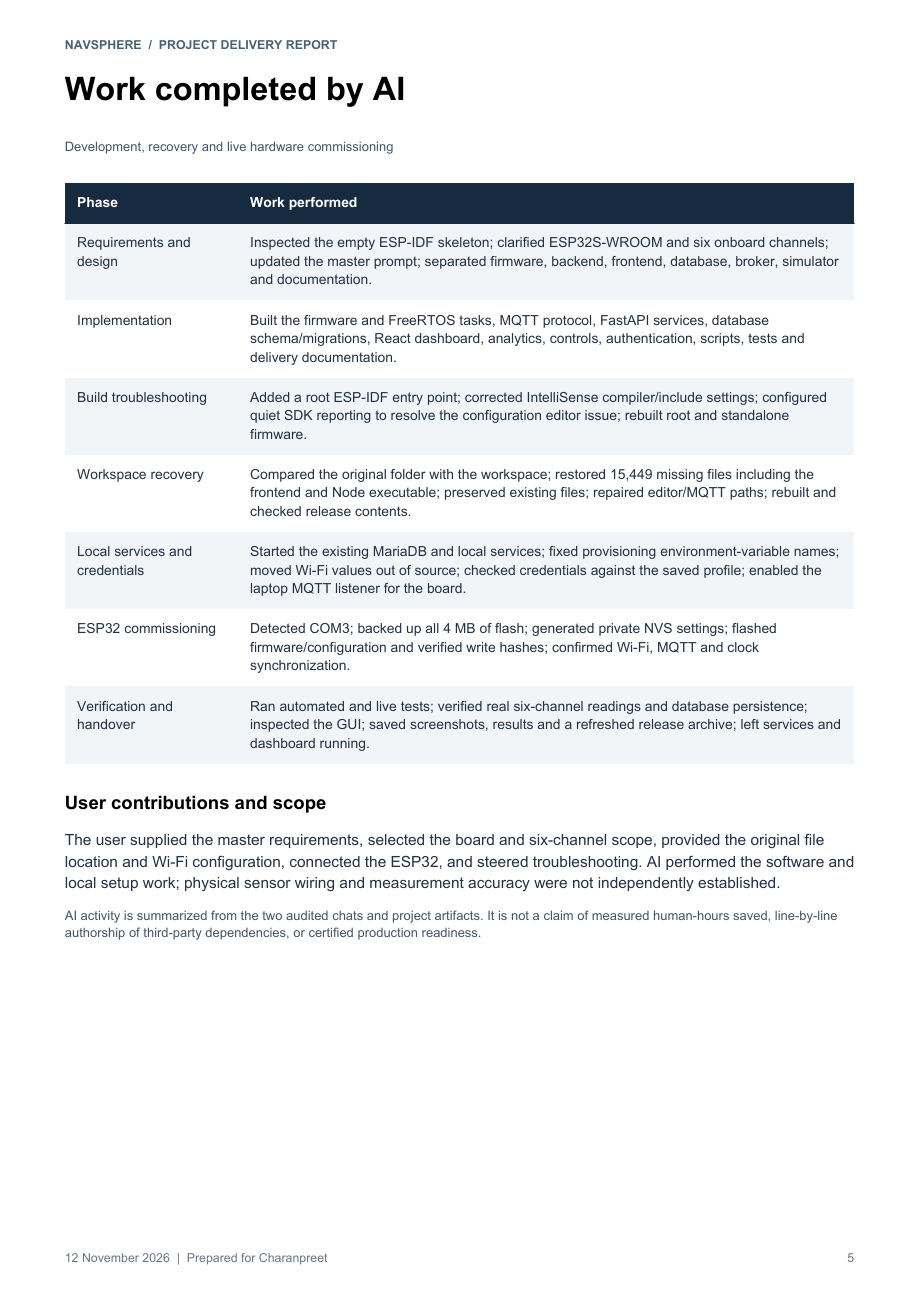 NAVSPHERE / PROJECT DELIVERY REPORT
Work completed by AI
Development, recovery and live hardware commissioning
Phase Work performed
Requirements and design
Inspected the empty ESP-IDF skeleton; clarified ESP32S-WROOM and six onboard channels;
updated the master prompt; separated firmware, backend, frontend, database, broker, simulator
and documentation.
Implementation
Built the firmware and FreeRTOS tasks, MQTT protocol, FastAPI services, database
schema/migrations, React dashboard, analytics, controls, authentication, scripts, tests and
delivery documentation.
Build troubleshooting
Added a root ESP-IDF entry point; corrected IntelliSense compiler/include settings; configured
quiet SDK reporting to resolve the configuration editor issue; rebuilt root and standalone
firmware.
Workspace recovery
Compared the original folder with the workspace; restored 15,449 missing files including the
frontend and Node executable; preserved existing files; repaired editor/MQTT paths; rebuilt and
checked release contents.
Local services and
credentials
Started the existing MariaDB and local services; fixed provisioning environment-variable names;
moved Wi-Fi values out of source; checked credentials against the saved profile; enabled the
laptop MQTT listener for the board.
ESP32 commissioning
Detected COM3; backed up all 4 MB of flash; generated private NVS settings; flashed
firmware/configuration and verified write hashes; confirmed Wi-Fi, MQTT and clock
synchronization.
Verification and
handover
Ran automated and live tests; verified real six-channel readings and database persistence;
inspected the GUI; saved screenshots, results and a refreshed release archive; left services and
dashboard running.
User contributions and scope
The user supplied the master requirements, selected the board and six-channel scope, provided the original file
location and Wi-Fi configuration, connected the ESP32, and steered troubleshooting. AI performed the software and
local setup work; physical sensor wiring and measurement accuracy were not independently established.
AI activity is summarized from the two audited chats and project artifacts. It is not a claim of measured human-hours saved, line-by-line
authorship of third-party dependencies, or certified production readiness.
12 November 2026 | Prepared for Charanpreet
5